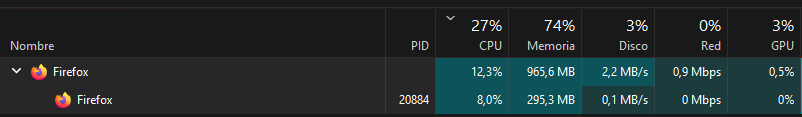 27% 74% 3% 0% 3%
Nombre PID CPU Memoria Disco Red GPU
Firefox 12,3% 965,6 MB 2,2 MB/s 0,9 Mbps 0,5%
Firefox 20884 8,0% 295,3 MB 0,1 MB/s 0 Mbps 0%